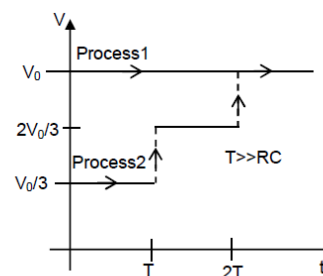 V
Process1
V₀
2V₀/3
Process2
T>>RC
V₀/3
T
2T
t